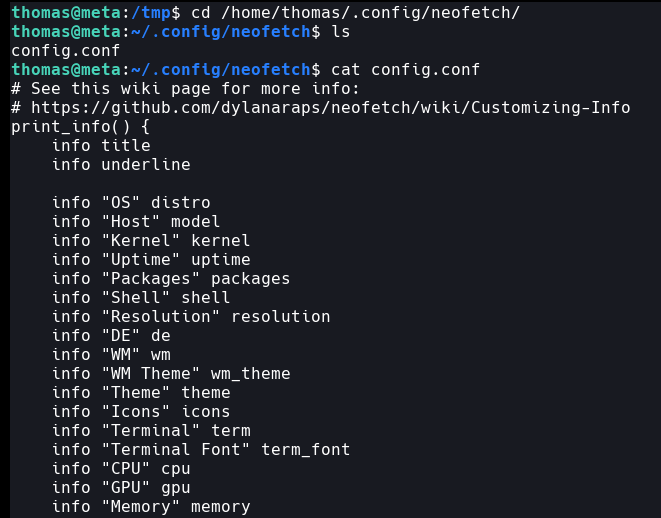 thomas@meta:/tmp$ cd /home/thomas/.config/neofetch/
thomas@meta:~/.config/neofetch$ ls
config.conf
thomas@meta:~/.config/neofetch$ cat config.conf
# See this wiki page for more info:
# https://github.com/dylanaraps/neofetch/wiki/Customizing-Info
print_info() {
    info title
    info underline

    info "OS" distro
    info "Host" model
    info "Kernel" kernel
    info "Uptime" uptime
    info "Packages" packages
    info "Shell" shell
    info "Resolution" resolution
    info "DE" de
    info "WM" wm
    info "WM Theme" wm_theme
    info "Theme" theme
    info "Icons" icons
    info "Terminal" term
    info "Terminal Font" term_font
    info "CPU" cpu
    info "GPU" gpu
    info "Memory" memory